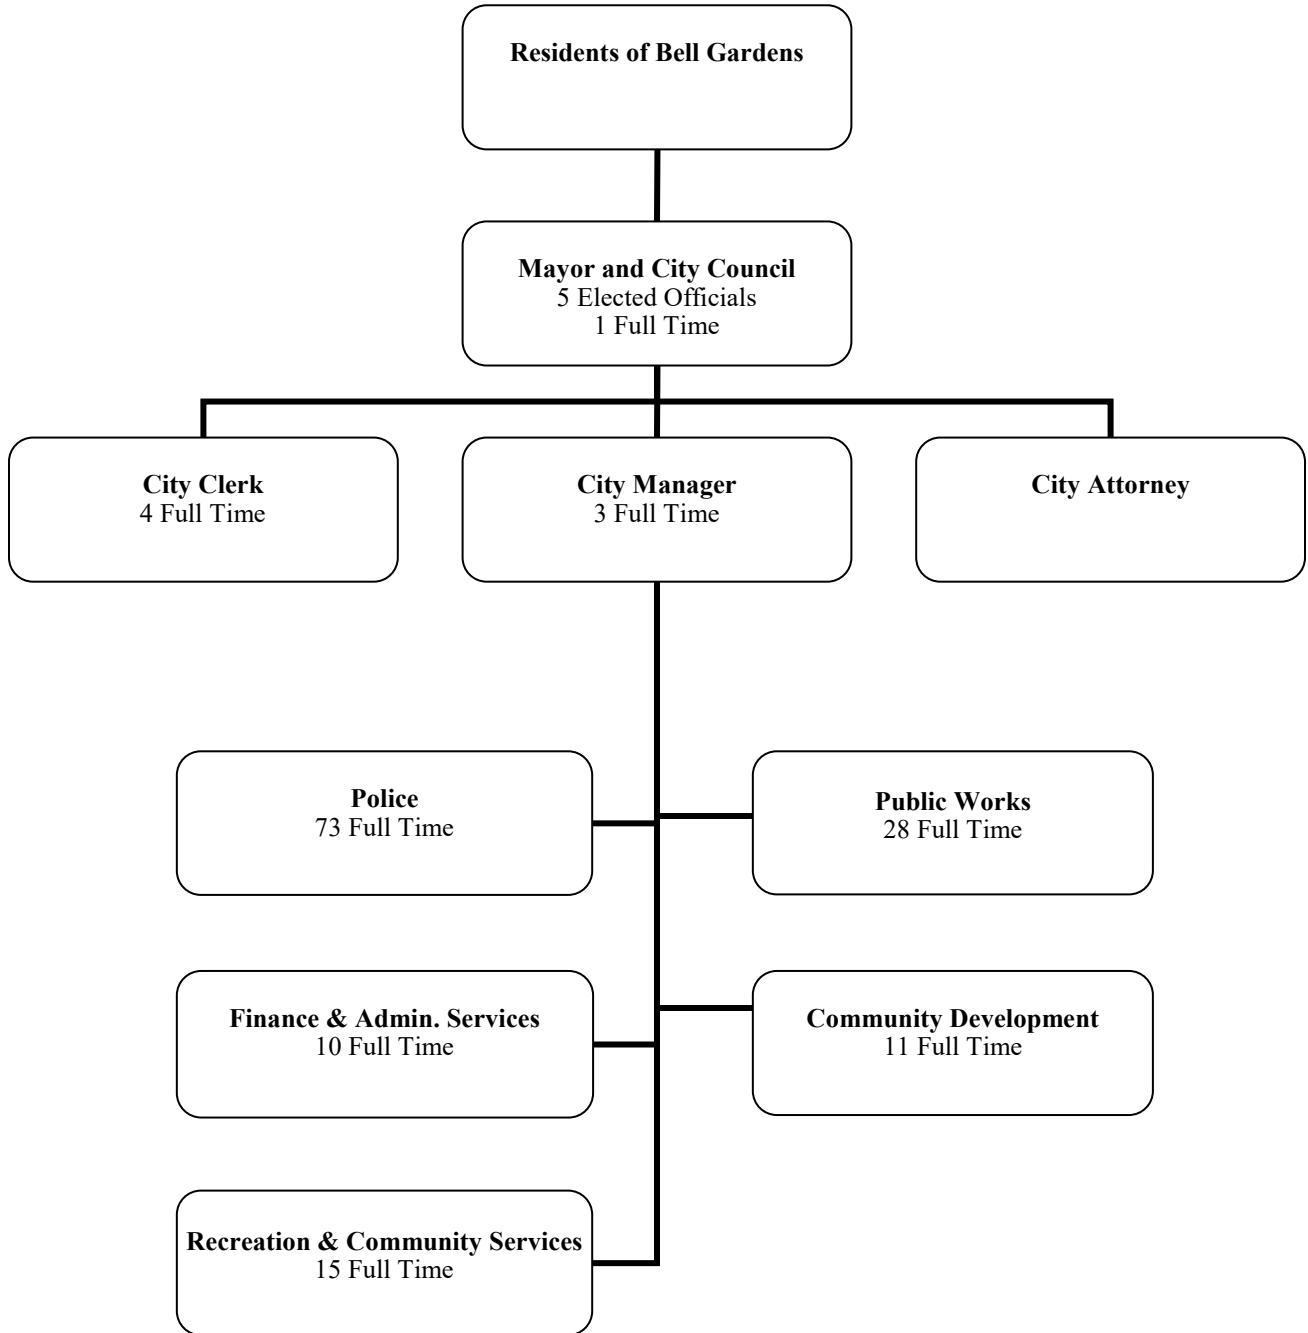 Residents of Bell Gardens
Mayor and City Council
5 Elected Officials
1 Full Time
City Clerk
4 Full Time
City Manager
3 Full Time
City Attorney
Police
73 Full Time
Public Works
28 Full Time
Finance & Admin. Services
10 Full Time
Community Development
11 Full Time
Recreation & Community Services
15 Full Time